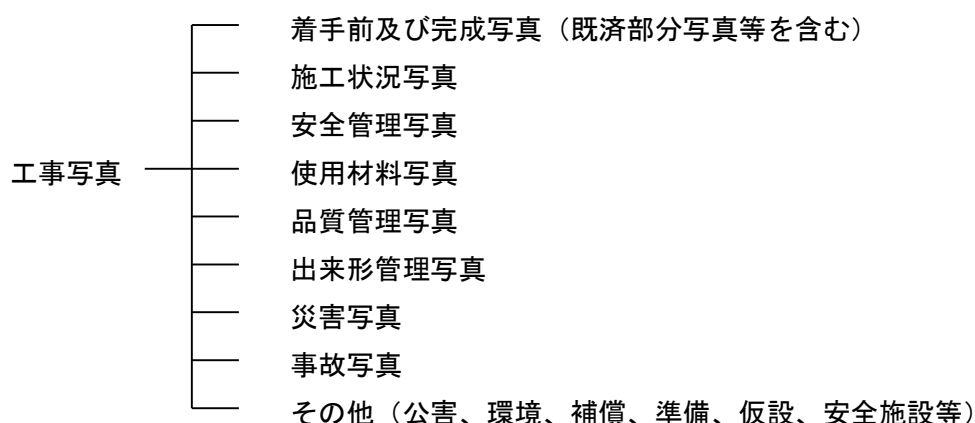 着手前及び完成写真（既済部分写真等を含む）
施工状況写真
安全管理写真
工事写真
使用材料写真
品質管理写真
出来形管理写真
災害写真
事故写真
その他（公害、環境、補償、準備、仮設、安全施設等）